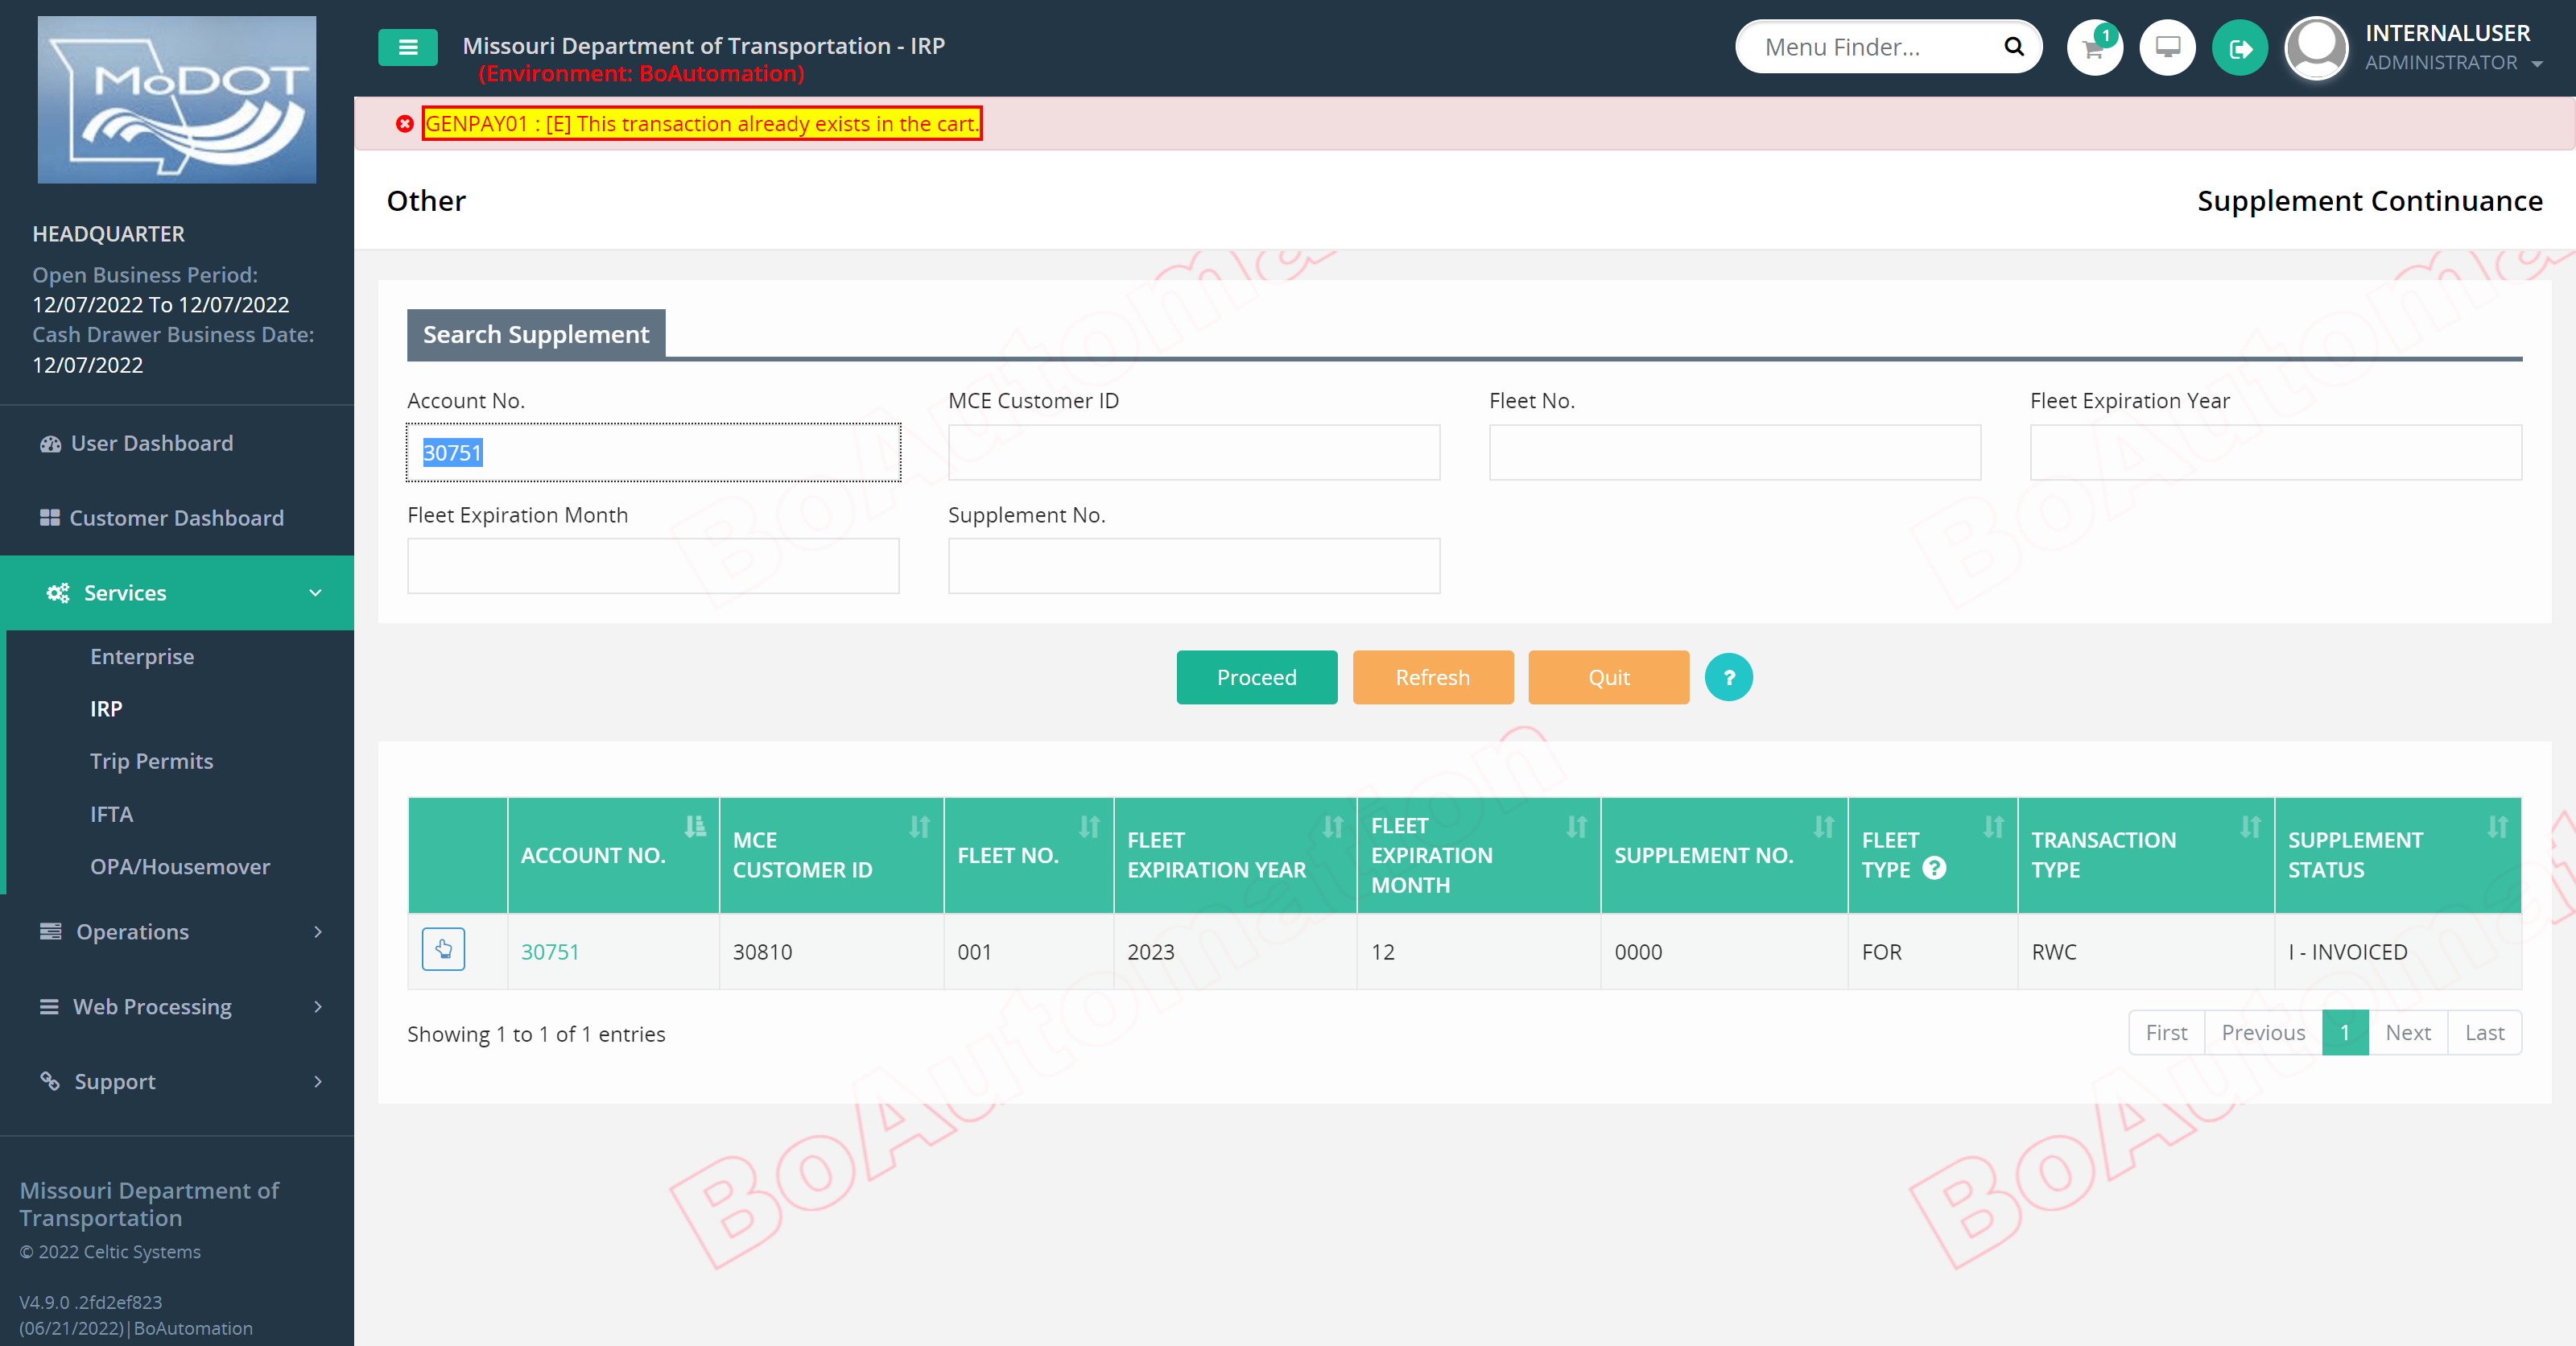 MoDOT
Missouri Department of Transportation - IRP
(Environment: BoAutomation)
Menu Finder...
1
INTERNALUSER
ADMINISTRATOR
GENPAY01 : [E] This transaction already exists in the cart.
Other
Supplement Continuance
HEADQUARTER
Open Business Period:
12/07/2022 To 12/07/2022
Cash Drawer Business Date:
12/07/2022
User Dashboard
Customer Dashboard
Services
Enterprise
IRP
Trip Permits
IFTA
OPA/Housemover
Operations
Web Processing
Support
Missouri Department of
Transportation
© 2022 Celtic Systems
V4.9.0 .2fd2ef823
(06/21/2022)|BoAutomation
Search Supplement
Account No.
MCE Customer ID
Fleet No.
Fleet Expiration Year
30751
Fleet Expiration Month
Supplement No.
Proceed
Refresh
Quit
?
ACCOUNT NO.
MCE
CUSTOMER ID
FLEET NO.
FLEET
EXPIRATION YEAR
FLEET
EXPIRATION
MONTH
SUPPLEMENT NO.
FLEET
TYPE ?
TRANSACTION
TYPE
SUPPLEMENT
STATUS
30751
30810
001
2023
12
0000
FOR
RWC
I - INVOICED
Showing 1 to 1 of 1 entries
First
Previous
1
Next
Last
BoAutomation
BoAutomat
BoAutoma
BoAutoma